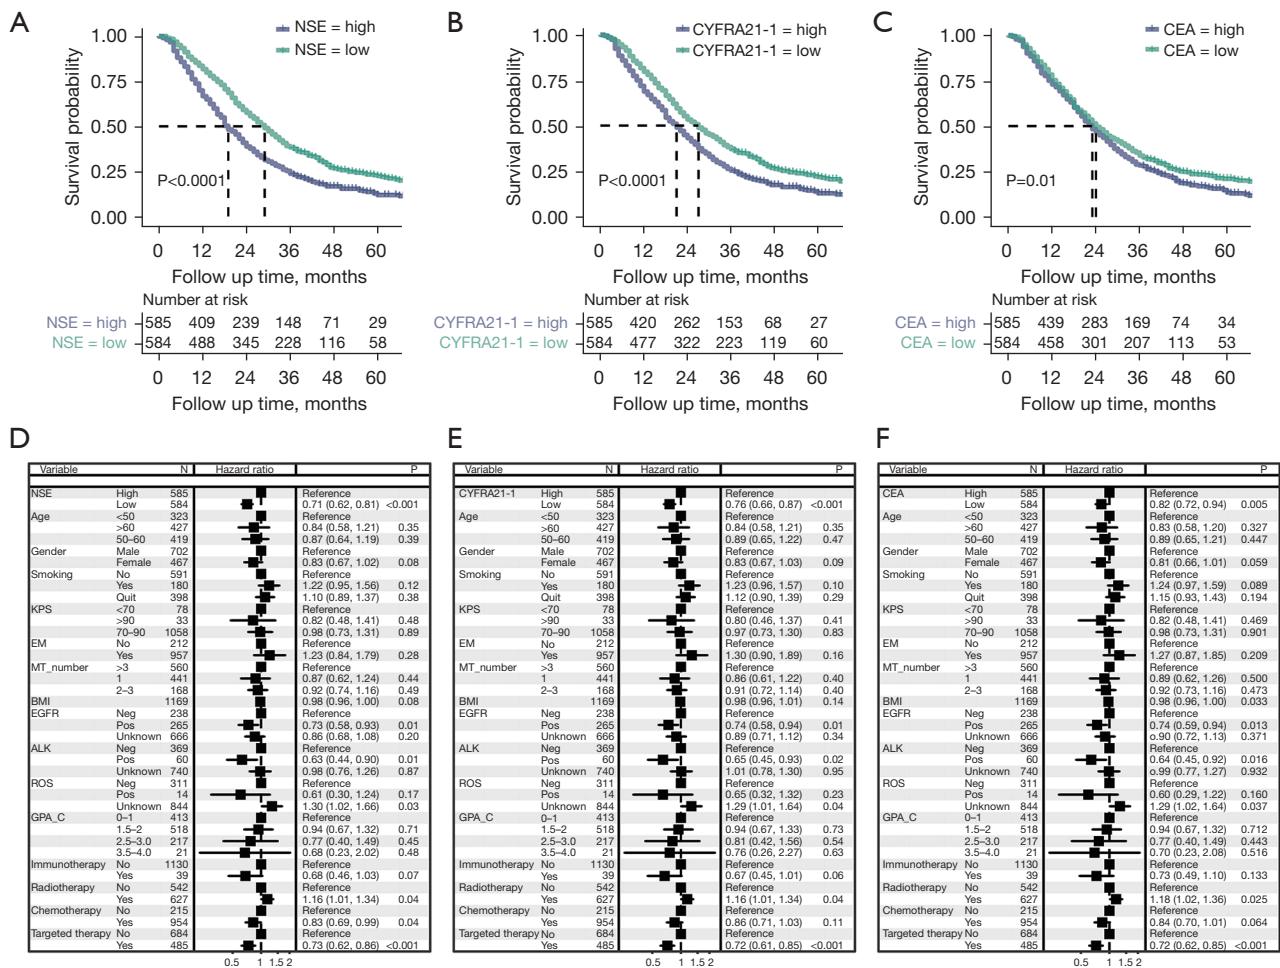 A
1.00
0.75
0.50
0.25
0.00
Survival probability
NSE = high
NSE = low
P<0.0001
0 12 24 36 48 60
Follow up time, months
Number at risk
NSE = high 585 409 239 148 71 29
NSE = low 584 488 345 228 116 58
0 12 24 36 48 60
Follow up time, months
B
1.00
0.75
0.50
0.25
0.00
Survival probability
CYFRA21-1 = high
CYFRA21-1 = low
P<0.0001
0 12 24 36 48 60
Follow up time, months
Number at risk
CYFRA21-1 = high 585 420 262 153 68 27
CYFRA21-1 = low 584 477 322 223 119 60
0 12 24 36 48 60
Follow up time, months
C
1.00
0.75
0.50
0.25
0.00
Survival probability
CEA = high
CEA = low
P=0.01
0 12 24 36 48 60
Follow up time, months
Number at risk
CEA = high 585 439 283 169 74 34
CEA = low 584 458 301 207 113 53
0 12 24 36 48 60
Follow up time, months
D
Variable N Hazard ratio P
NSE High 585 Reference
Low 584 0.71 (0.62, 0.81) <0.001
Age <50 323 Reference
>60 427 0.84 (0.58, 1.21) 0.35
50–60 419 0.87 (0.64, 1.19) 0.39
Gender Male 702 Reference
Female 467 0.83 (0.67, 1.02) 0.08
Smoking No 591 Reference
Yes 180 1.22 (0.95, 1.56) 0.12
Quit 398 1.10 (0.89, 1.37) 0.38
KPS <70 78 Reference
>90 33 0.82 (0.48, 1.41) 0.48
70–90 1058 0.98 (0.73, 1.31) 0.89
EM No 212 Reference
Yes 957 1.23 (0.84, 1.79) 0.28
MT_number >3 560 Reference
1 441 0.87 (0.62, 1.24) 0.44
2–3 168 0.92 (0.74, 1.16) 0.49
BMI 1169 0.98 (0.96, 1.00) 0.08
EGFR Neg 238 Reference
Pos 265 0.73 (0.58, 0.93) 0.01
Unknown 666 0.86 (0.68, 1.08) 0.20
ALK Neg 369 Reference
Pos 60 0.63 (0.44, 0.90) 0.01
Unknown 740 0.98 (0.76, 1.26) 0.87
ROS Neg 311 Reference
Pos 14 0.61 (0.30, 1.24) 0.17
Unknown 844 1.30 (1.02, 1.66) 0.03
GPA_C 0–1 413 Reference
1.5–2 518 0.94 (0.67, 1.32) 0.71
2.5–3.0 217 0.77 (0.40, 1.49) 0.45
3.5–4.0 21 0.68 (0.23, 2.02) 0.48
Immunotherapy No 1130 Reference
Yes 39 0.68 (0.46, 1.03) 0.07
Radiotherapy No 542 Reference
Yes 627 1.16 (1.01, 1.34) 0.04
Chemotherapy No 215 Reference
Yes 954 0.83 (0.69, 0.99) 0.04
Targeted therapy No 684 Reference
Yes 485 0.73 (0.62, 0.86) <0.001
0.5 1 1.5 2
E
Variable N Hazard ratio P
CYFRA21-1 High 585 Reference
Low 584 0.76 (0.66, 0.87) <0.001
Age <50 323 Reference
>60 427 0.84 (0.58, 1.21) 0.35
50–60 419 0.89 (0.65, 1.22) 0.47
Gender Male 702 Reference
Female 467 0.83 (0.67, 1.03) 0.09
Smoking No 591 Reference
Yes 180 1.23 (0.96, 1.57) 0.10
Quit 398 1.12 (0.90, 1.39) 0.29
KPS <70 78 Reference
>90 33 0.80 (0.46, 1.37) 0.41
70–90 1058 0.97 (0.73, 1.30) 0.83
EM No 212 Reference
Yes 957 1.30 (0.90, 1.89) 0.16
MT_number >3 560 Reference
1 441 0.86 (0.61, 1.22) 0.40
2–3 168 0.91 (0.72, 1.14) 0.40
BMI 1169 0.98 (0.96, 1.01) 0.14
EGFR Neg 238 Reference
Pos 265 0.74 (0.58, 0.94) 0.01
Unknown 666 0.89 (0.71, 1.12) 0.34
ALK Neg 369 Reference
Pos 60 0.65 (0.45, 0.93) 0.02
Unknown 740 1.01 (0.78, 1.30) 0.95
ROS Neg 311 Reference
Pos 14 0.65 (0.32, 1.32) 0.23
Unknown 844 1.29 (1.01, 1.64) 0.04
GPA_C 0–1 413 Reference
1.5–2 518 0.94 (0.67, 1.33) 0.73
2.5–3.0 217 0.81 (0.42, 1.56) 0.54
3.5–4.0 21 0.76 (0.26, 2.27) 0.63
Immunotherapy No 1130 Reference
Yes 39 0.67 (0.45, 1.01) 0.06
Radiotherapy No 542 Reference
Yes 627 1.16 (1.01, 1.34) 0.04
Chemotherapy No 215 Reference
Yes 954 0.86 (0.71, 1.03) 0.11
Targeted therapy No 684 Reference
Yes 485 0.72 (0.61, 0.85) <0.001
0.5 1 1.5 2
F
Variable N Hazard ratio P
CEA High 585 Reference
Low 584 0.82 (0.72, 0.94) 0.005
Age <50 323 Reference
>60 427 0.83 (0.58, 1.20) 0.327
50–60 419 0.89 (0.65, 1.21) 0.447
Gender Male 702 Reference
Female 467 0.81 (0.66, 1.01) 0.059
Smoking No 591 Reference
Yes 180 1.24 (0.97, 1.59) 0.089
Quit 398 1.15 (0.93, 1.43) 0.194
KPS <70 78 Reference
>90 33 0.82 (0.48, 1.41) 0.469
70–90 1058 0.98 (0.73, 1.31) 0.901
EM No 212 Reference
Yes 957 1.27 (0.87, 1.85) 0.209
MT_number >3 560 Reference
1 441 0.89 (0.62, 1.26) 0.500
2–3 168 0.92 (0.73, 1.16) 0.473
BMI 1169 0.98 (0.96, 1.00) 0.033
EGFR Neg 238 Reference
Pos 265 0.74 (0.59, 0.94) 0.013
Unknown 666 o.90 (0.72, 1.13) 0.371
ALK Neg 369 Reference
Pos 60 0.64 (0.45, 0.92) 0.016
Unknown 740 o.99 (0.77, 1.27) 0.932
ROS Neg 311 Reference
Pos 14 0.60 (0.29, 1.22) 0.160
Unknown 844 1.29 (1.02, 1.64) 0.037
GPA_C 0–1 413 Reference
1.5–2 518 0.94 (0.67, 1.32) 0.712
2.5–3.0 217 0.77 (0.40, 1.49) 0.443
3.5–4.0 21 0.70 (0.23, 2.08) 0.516
Immunotherapy No 1130 Reference
Yes 39 0.73 (0.49, 1.10) 0.133
Radiotherapy No 542 Reference
Yes 627 1.18 (1.02, 1.36) 0.025
Chemotherapy No 215 Reference
Yes 954 0.84 (0.70, 1.01) 0.064
Targeted therapy No 684 Reference
Yes 485 0.72 (0.62, 0.85) <0.001
0.5 1 1.5 2